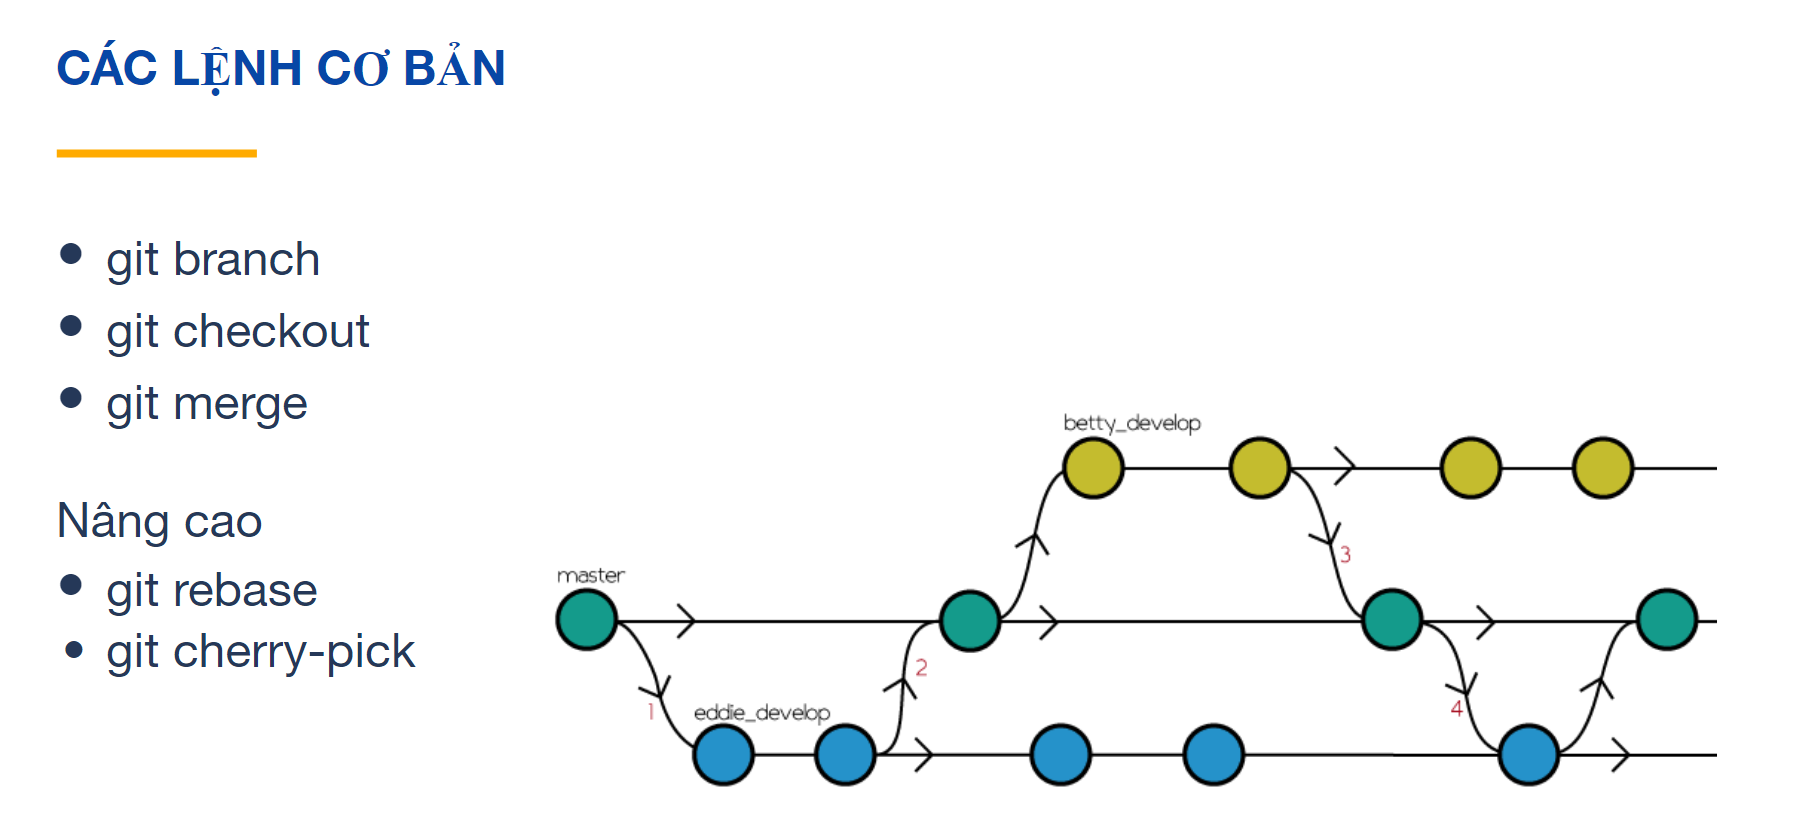 CÁC LỆNH CƠ BẢN
• git branch
• git checkout
• git merge
Nâng cao
• git rebase
• git cherry-pick
betty_develop
3
master
2
1
eddie_develop
4